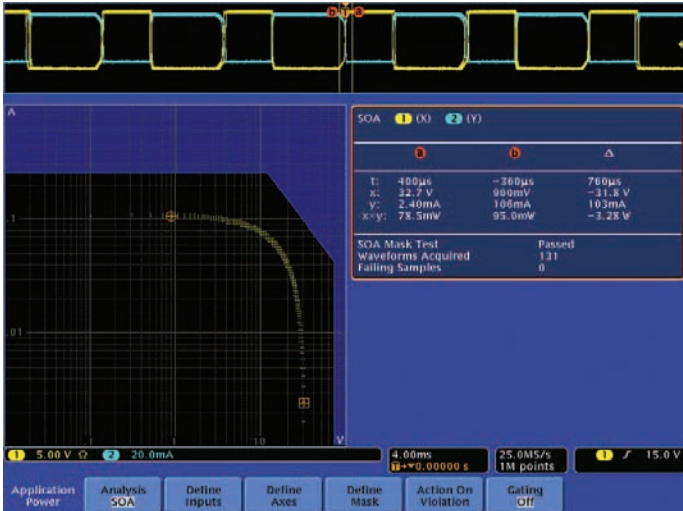 b T a
A
SOA 1 (X) 2 (Y)
a b Δ
t: 400µs -360µs 760µs
x: 32.7 V 900mV -31.8 V
y: 2.40mA 106mA 103mA
x×y: 78.5mW 95.0mW -3.28 W
SOA Mask Test Passed
Waveforms Acquired 131
Failing Samples 0
.1
.01
.1 1 10 V
1 5.00 V Ω 2 20.0mA
4.00ms 25.0MS/s 1 15.0 V
T→▼0.00000 s 1M points
Application Power
Analysis SOA
Define Inputs
Define Axes
Define Mask
Action On Violation
Gating Off